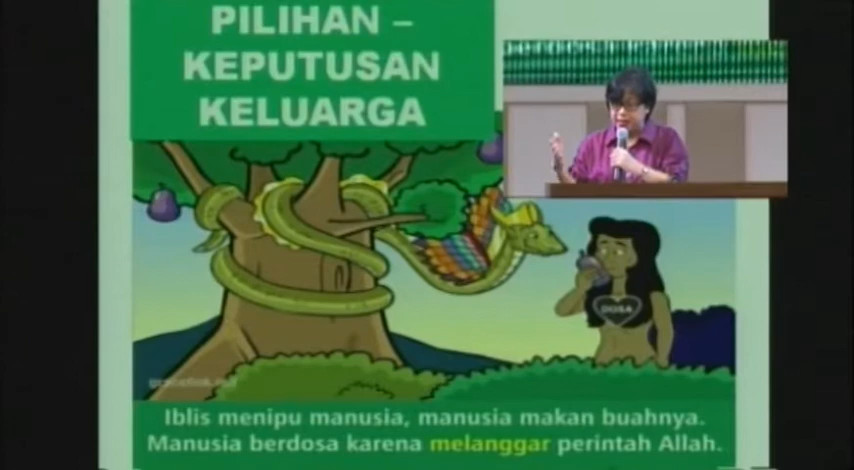 PILIHAN –
KEPUTUSAN
KELUARGA
DOSA
Iblis menipu manusia, manusia makan buahnya.
Manusia berdosa karena melanggar perintah Allah.